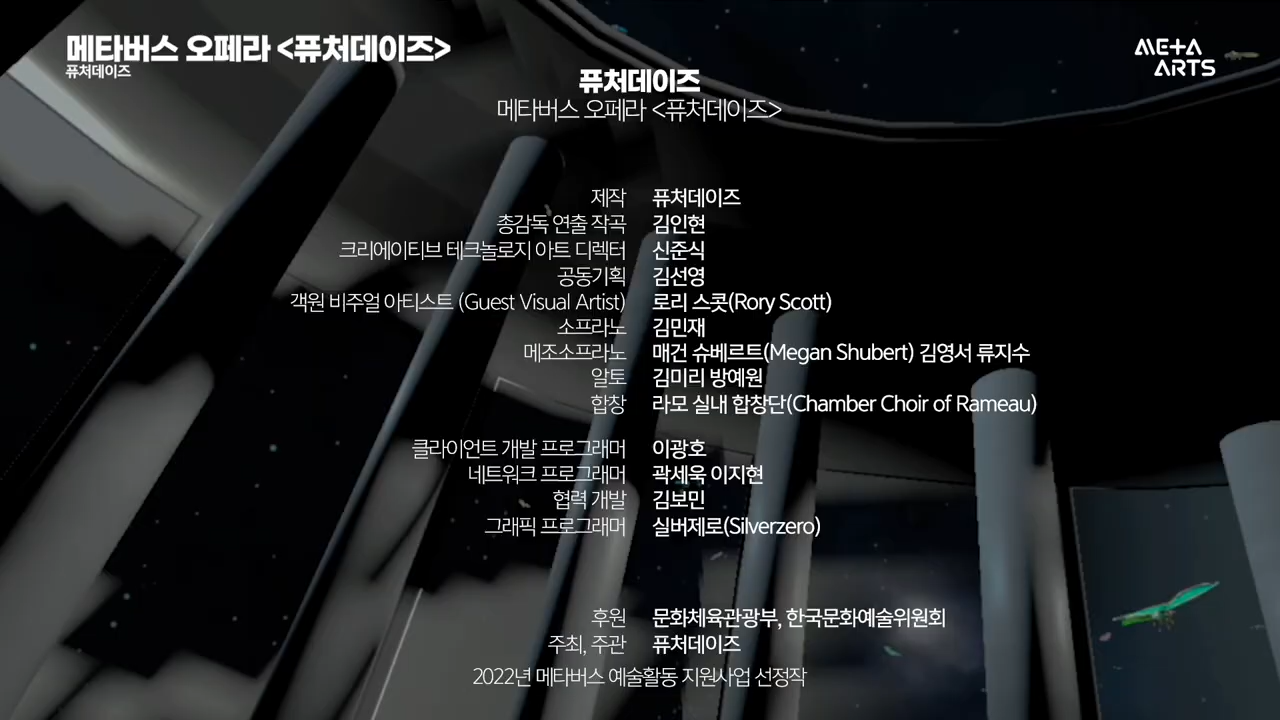 메타버스 오페라 <퓨처데이즈>
퓨처데이즈
META
ARTS
퓨처데이즈
메타버스 오페라 <퓨처데이즈>
제작 퓨처데이즈
총감독 연출 작곡 김인현
크리에이티브 테크놀로지 아트 디렉터 신준식
공동기획 김선영
객원 비주얼 아티스트 (Guest Visual Artist) 로리 스콧(Rory Scott)
소프라노 김민재
메조소프라노 매건 슈베르트(Megan Shubert) 김영서 류지수
알토 김미리 방예원
합창 라모 실내 합창단(Chamber Choir of Rameau)
클라이언트 개발 프로그래머 이광호
네트워크 프로그래머 곽세욱 이지현
협력 개발 김보민
그래픽 프로그래머 실버제로(Silverzero)
후원 문화체육관광부, 한국문화예술위원회
주최, 주관 퓨처데이즈
2022년 메타버스 예술활동 지원사업 선정작